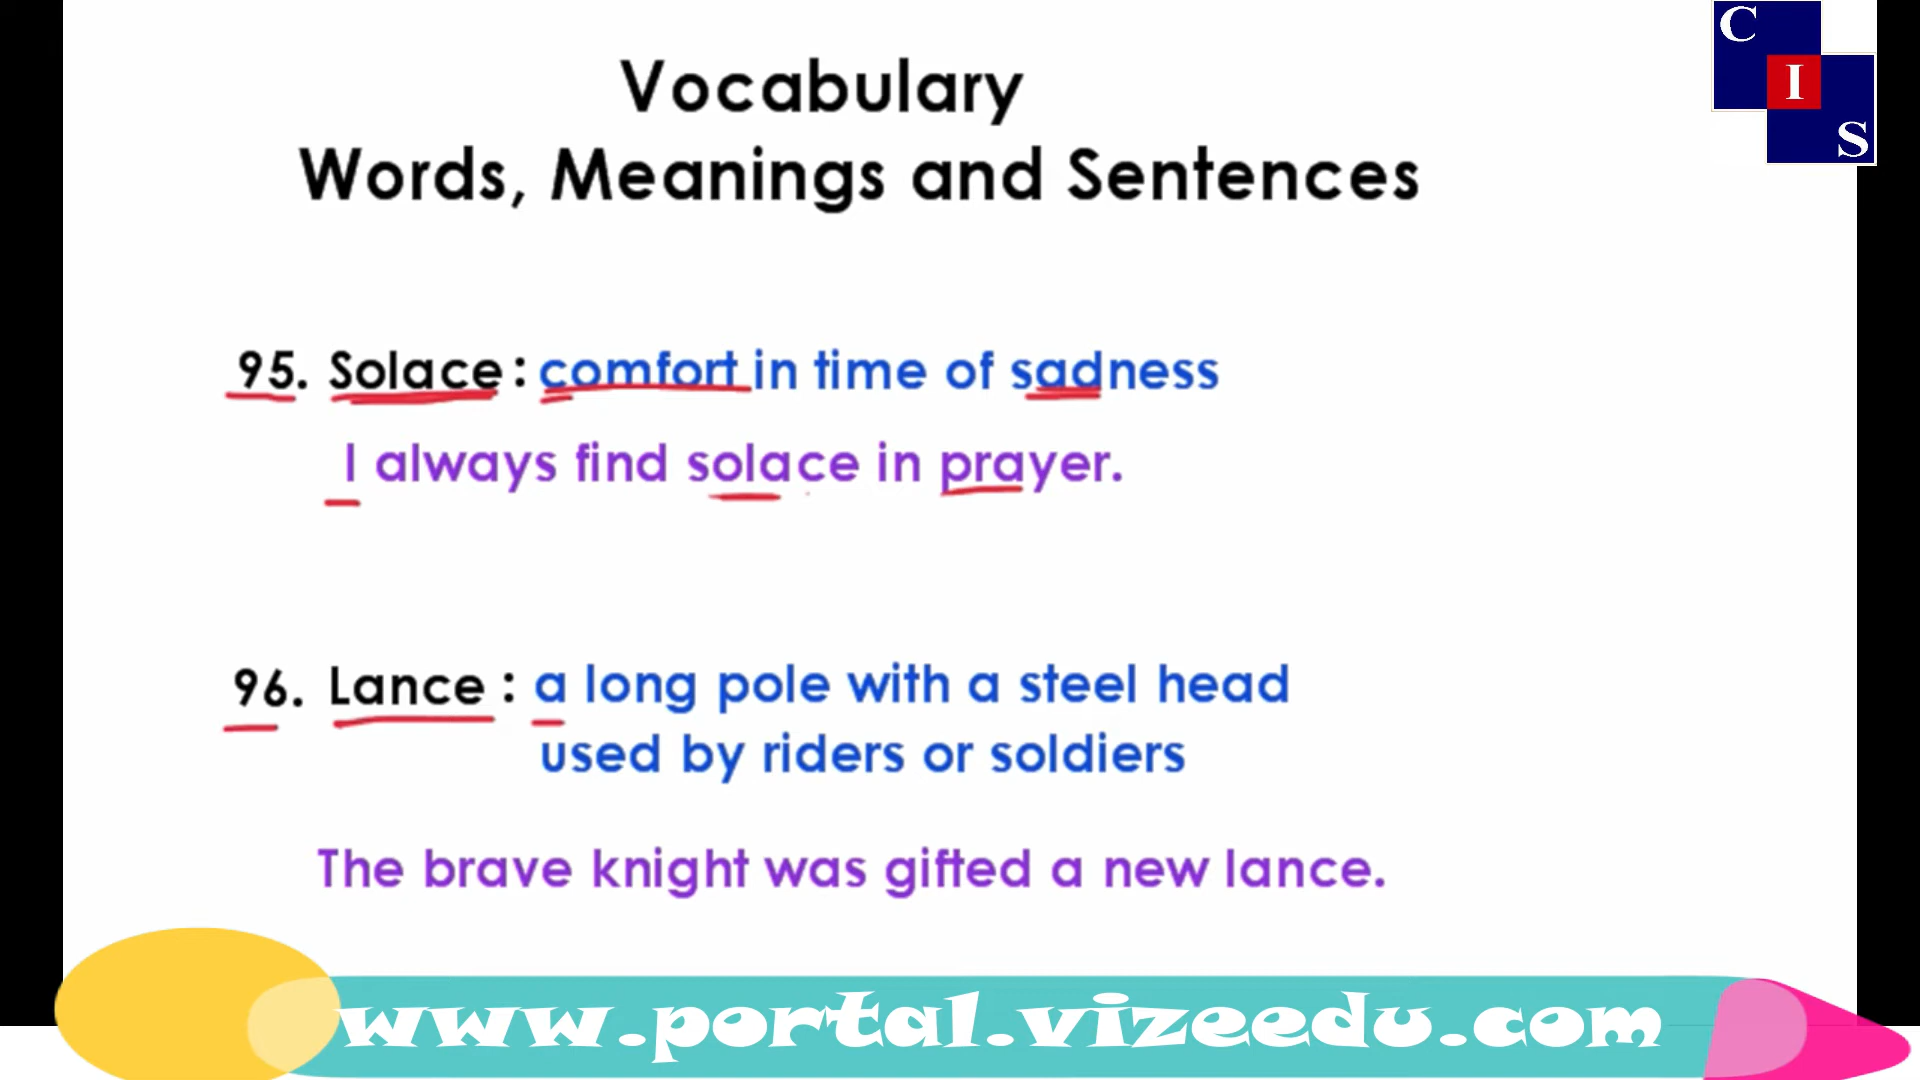 C
I
S
Vocabulary
Words, Meanings and Sentences
95. Solace : comfort in time of sadness
I always find solace in prayer.
96. Lance : a long pole with a steel head
used by riders or soldiers
The brave knight was gifted a new lance.
www.portal.vizeedu.com